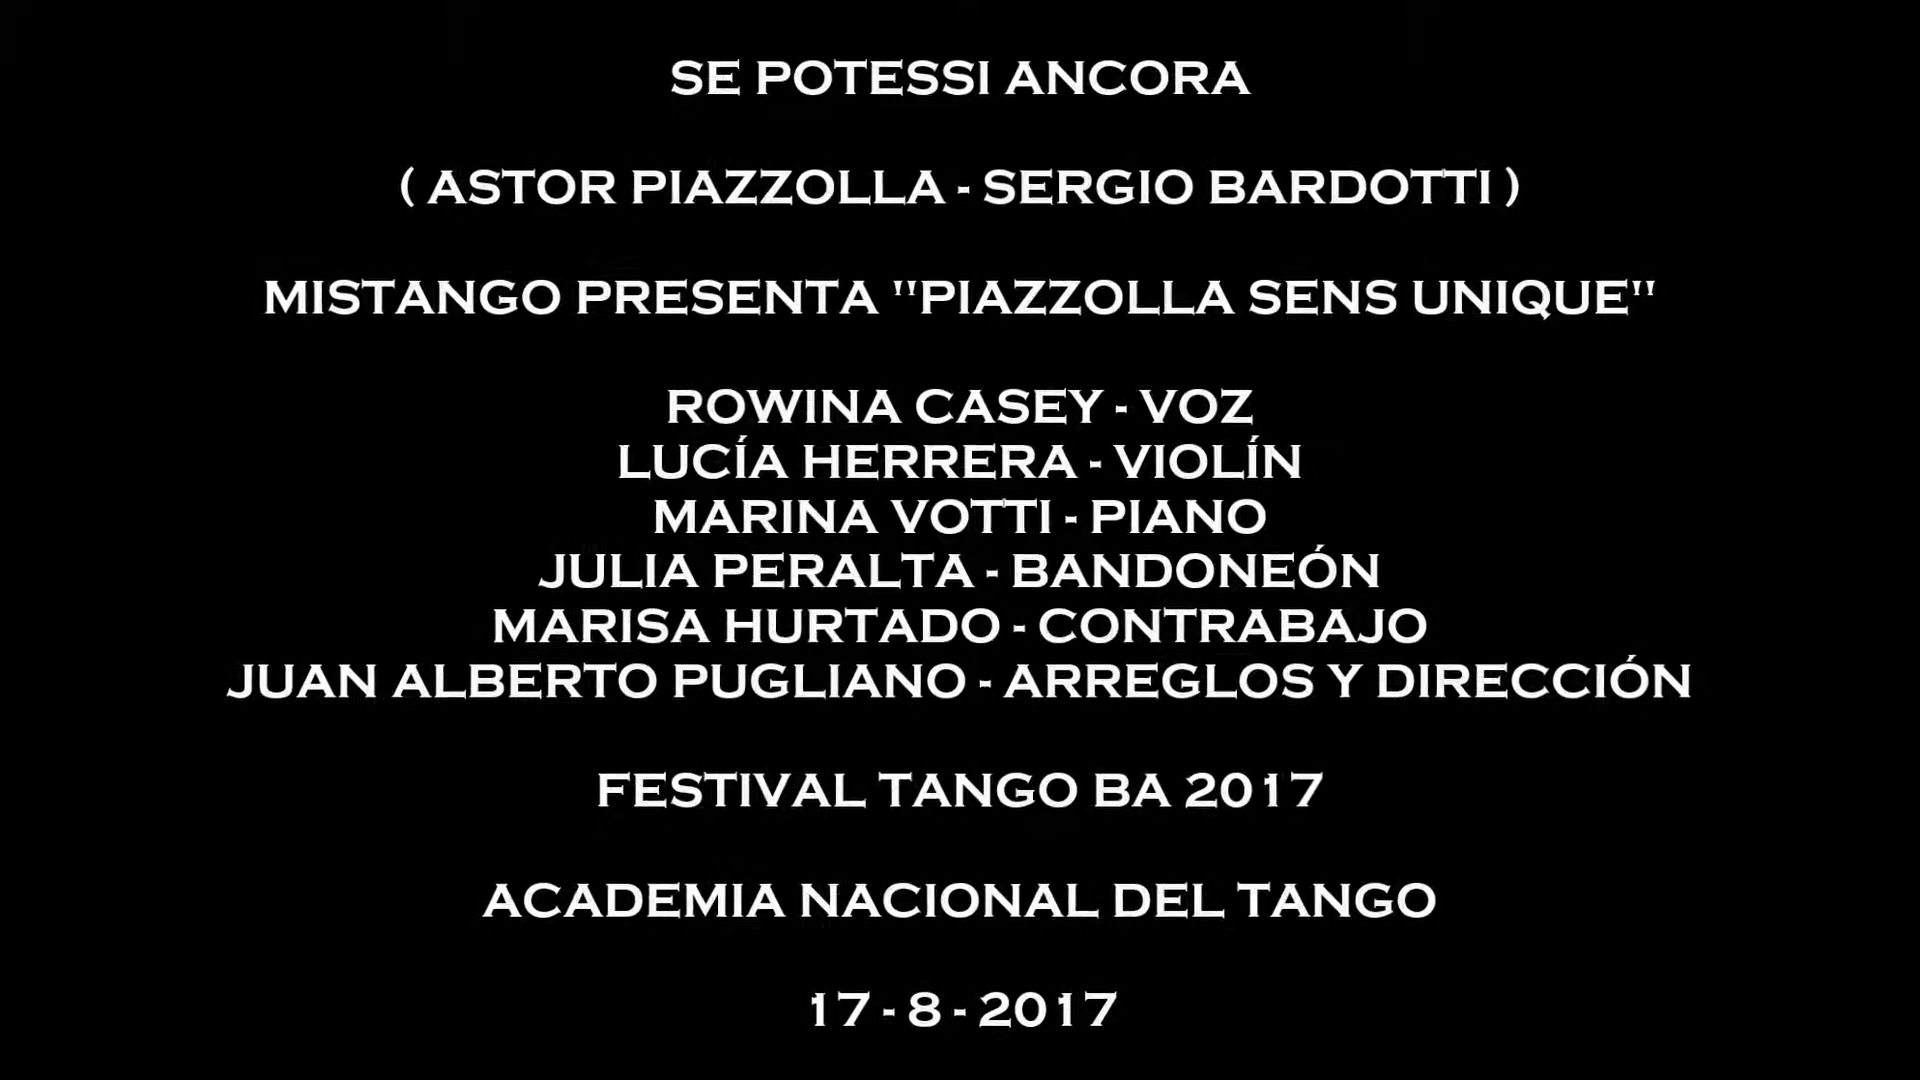 SE POTESSI ANCORA
( ASTOR PIAZZOLLA - SERGIO BARDOTTI )
MISTANGO PRESENTA "PIAZZOLLA SENS UNIQUE"
ROWINA CASEY - VOZ
LUCÍA HERRERA - VIOLÍN
MARINA VOTTI - PIANO
JULIA PERALTA - BANDONEÓN
MARISA HURTADO - CONTRABAJO
JUAN ALBERTO PUGLIANO - ARREGLOS Y DIRECCIÓN
FESTIVAL TANGO BA 2017
ACADEMIA NACIONAL DEL TANGO
17 - 8 - 2017